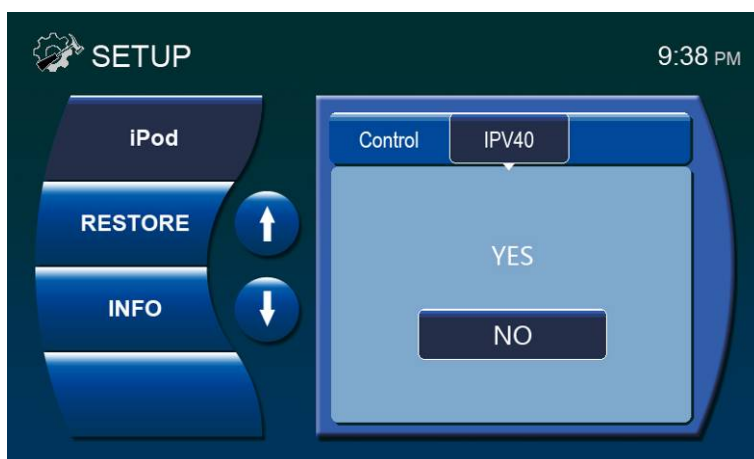 SETUP
9:38 PM
iPod
RESTORE
INFO
Control
IPV40
YES
NO